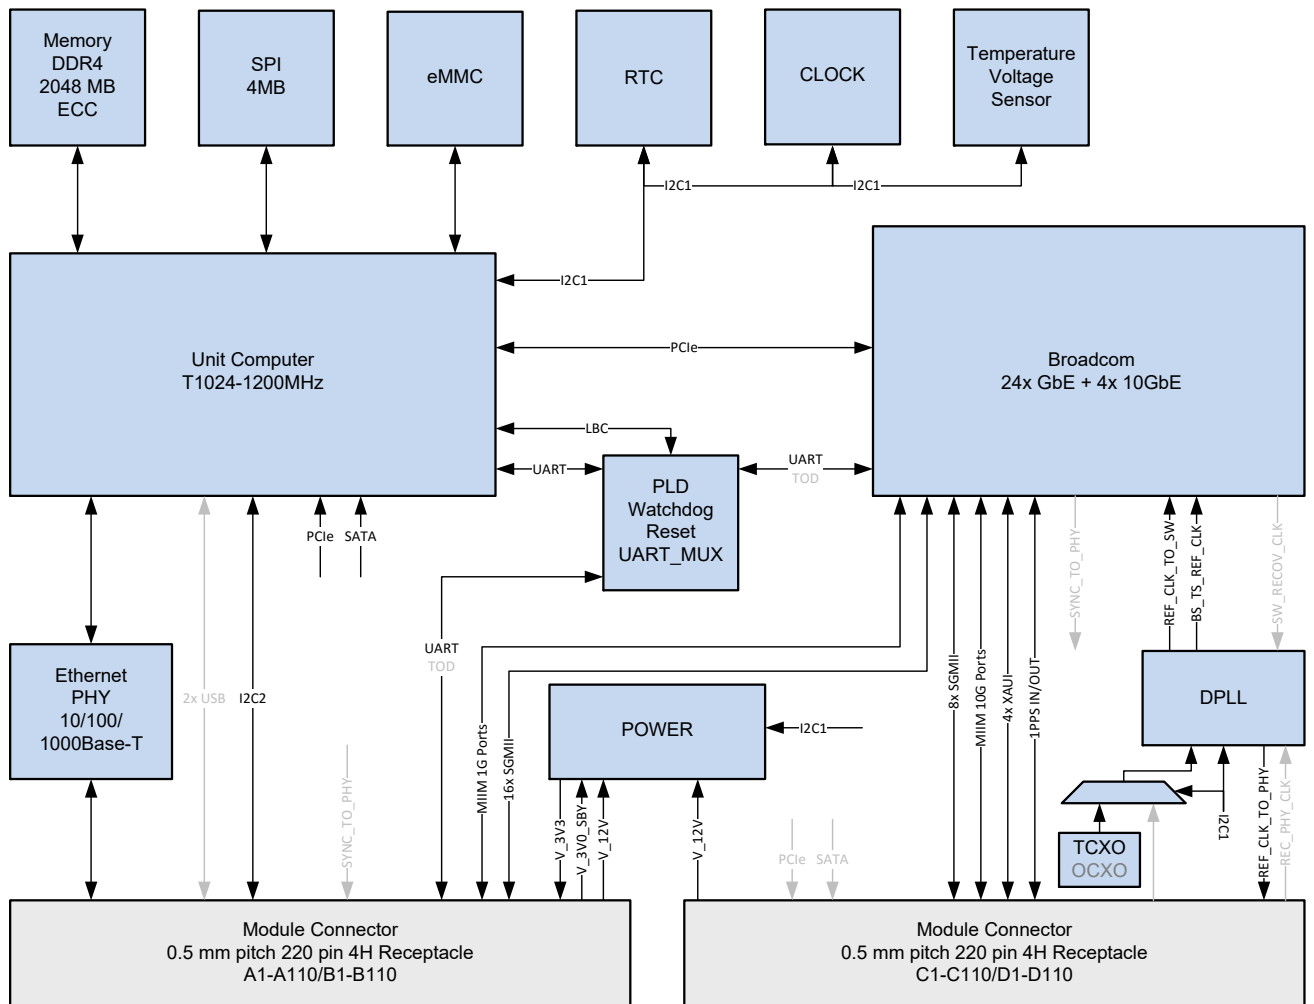 Memory
DDR4
2048 MB
ECC
SPI
4MB
eMMC
RTC
CLOCK
Temperature
Voltage
Sensor
I2C1
I2C1
I2C1
Unit Computer
T1024-1200MHz
PCIe
Broadcom
24x GbE + 4x 10GbE
LBC
UART
PLD
Watchdog
Reset
UART_MUX
UART
TOD
PCIe
SATA
SYNC_TO_PHY
REF_CLK_TO_SW
BS_TS_REF_CLK
SW_RECOV_CLK
Ethernet
PHY
10/100/
1000Base-T
2x USB
I2C2
SYNC_TO_PHY
UART
TOD
MIIM 1G Ports
16x SGMII
POWER
I2C1
8x SGMII
MIIM 10G Ports
4x XAUI
1PPS IN/OUT
DPLL
V_3V3
V_3V0_SBY
V_12V
V_12V
PCIe
SATA
TCXO
OCXO
I2C1
REF_CLK_TO_PHY
REC_PHY_CLK
Module Connector
0.5 mm pitch 220 pin 4H Receptacle
A1-A110/B1-B110
Module Connector
0.5 mm pitch 220 pin 4H Receptacle
C1-C110/D1-D110